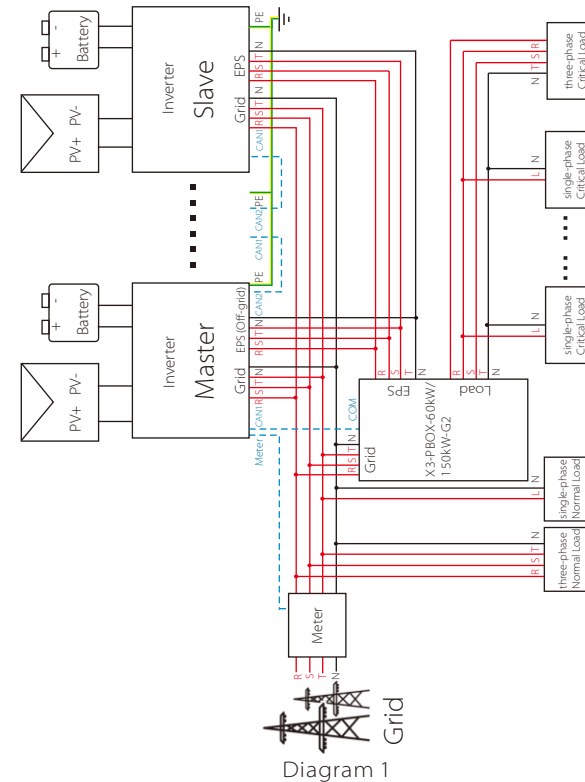 +
-
Battery
PV+ PV-
Inverter
Slave
PE
EPS
R S T N
Grid
R S T N
CAN1
PE
CAN2
CAN1
+
-
Battery
PV+ PV-
Inverter
Master
PE
CAN2
EPS (Off-grid)
R S T N
Grid
R S T N
CAN1
Meter
COM
R
S
T
N
EPS
R
S
T
N
Load
R S T N
Grid
X3-PBOX-60kW/
150kW-G2
N T S R
three-phase
Critical Load
L N
single-phase
Critical Load
L N
single-phase
Critical Load
L N
single-phase
Normal Load
R S T N
three-phase
Normal Load
Meter
R
S
T
N
Grid
Diagram 1